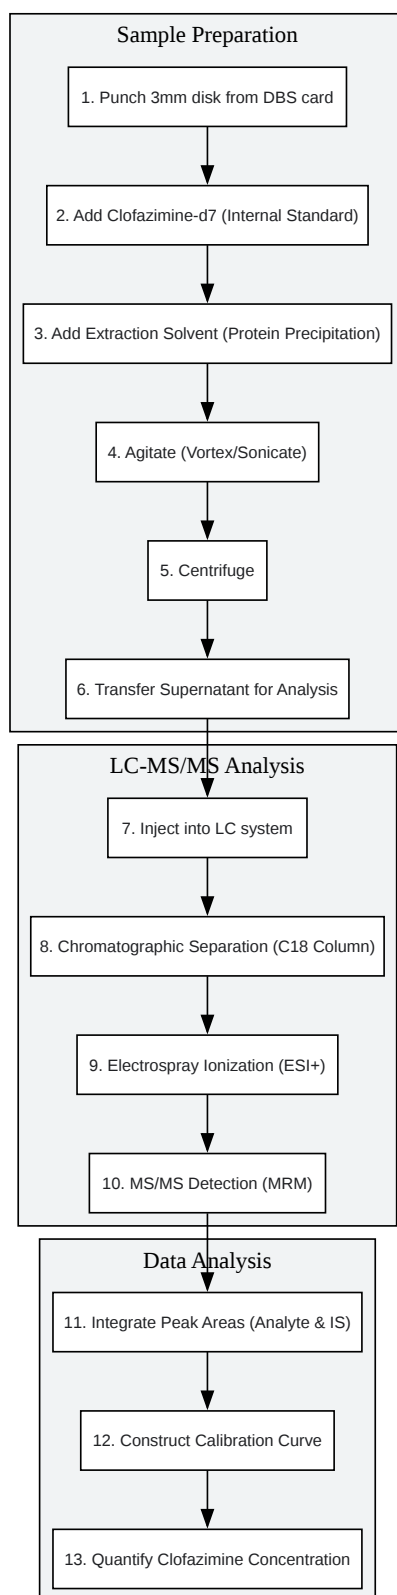 Sample Preparation
1. Punch 3mm disk from DBS card
2. Add Clofazimine-d7 (Internal Standard)
3. Add Extraction Solvent (Protein Precipitation)
4. Agitate (Vortex/Sonicate)
5. Centrifuge
6. Transfer Supernatant for Analysis
LC-MS/MS Analysis
7. Inject into LC system
8. Chromatographic Separation (C18 Column)
9. Electrospray Ionization (ESI+)
10. MS/MS Detection (MRM)
Data Analysis
11. Integrate Peak Areas (Analyte & IS)
12. Construct Calibration Curve
13. Quantify Clofazimine Concentration